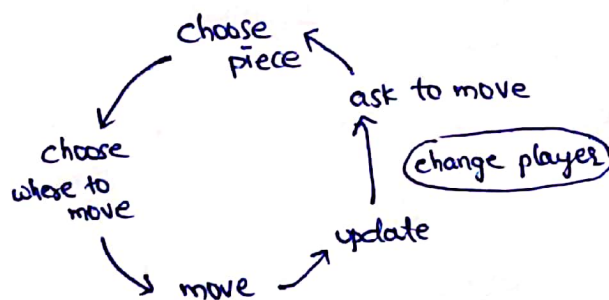 choose
piece
ask to move
choose
where to
move
change player
update
move